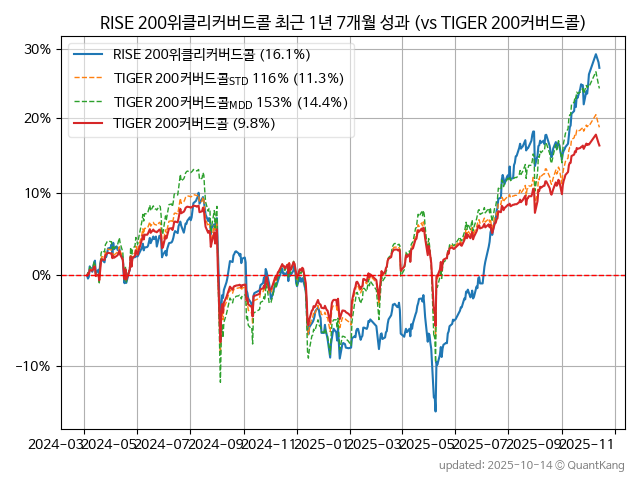 RISE 200위클리커버드콜 최근 1년 7개월 성과 (vs TIGER 200커버드콜)
30%
20%
10%
0%
−10%
RISE 200위클리커버드콜 (16.1%)
TIGER 200커버드콜STD 116% (11.3%)
TIGER 200커버드콜MDD 153% (14.4%)
TIGER 200커버드콜 (9.8%)
2024-03 2024-05 2024-07 2024-09 2024-11 2025-01 2025-03 2025-05 2025-07 2025-09 2025-11
updated: 2025-10-14 © QuantKang